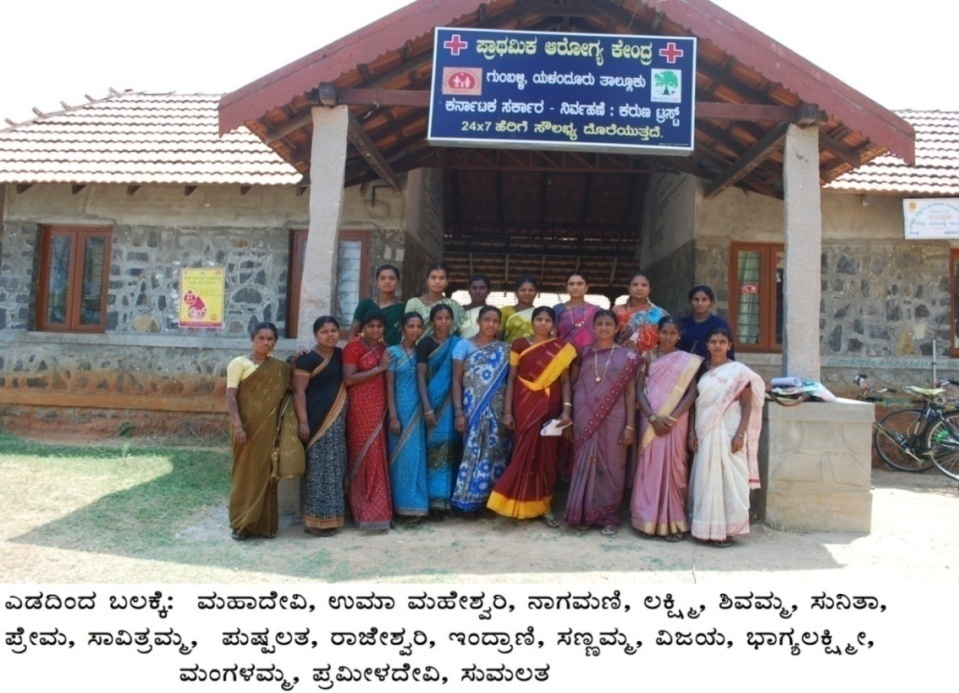 ಪ್ರಾಥಮಿಕ ಆರೋಗ್ಯ ಕೇಂದ್ರ
ಗುಂಬಳ್ಳಿ, ಯಳಂದೂರು ತಾಲ್ಲೂಕು
ಕರ್ನಾಟಕ ಸರ್ಕಾರ - ನಿರ್ವಹಣೆ : ಕರುಣ ಟ್ರಸ್ಟ್
24x7 ಹೆರಿಗೆ ಸೌಲಭ್ಯ ದೊರೆಯುತ್ತದೆ.
ಎಡದಿಂದ ಬಲಕ್ಕೆ: ಮಹಾದೇವಿ, ಉಮಾ ಮಹೇಶ್ವರಿ, ನಾಗಮಣಿ, ಲಕ್ಷ್ಮಿ, ಶಿವಮ್ಮ, ಸುನಿತಾ,
ಪ್ರೇಮ, ಸಾವಿತ್ರಮ್ಮ, ಪುಷ್ಪಲತ, ರಾಜೇಶ್ವರಿ, ಇಂದ್ರಾಣಿ, ಸಣ್ಣಮ್ಮ, ವಿಜಯ, ಭಾಗ್ಯಲಕ್ಷ್ಮೀ,
ಮಂಗಳಮ್ಮ, ಪ್ರಮೀಳದೇವಿ, ಸುಮಲತ